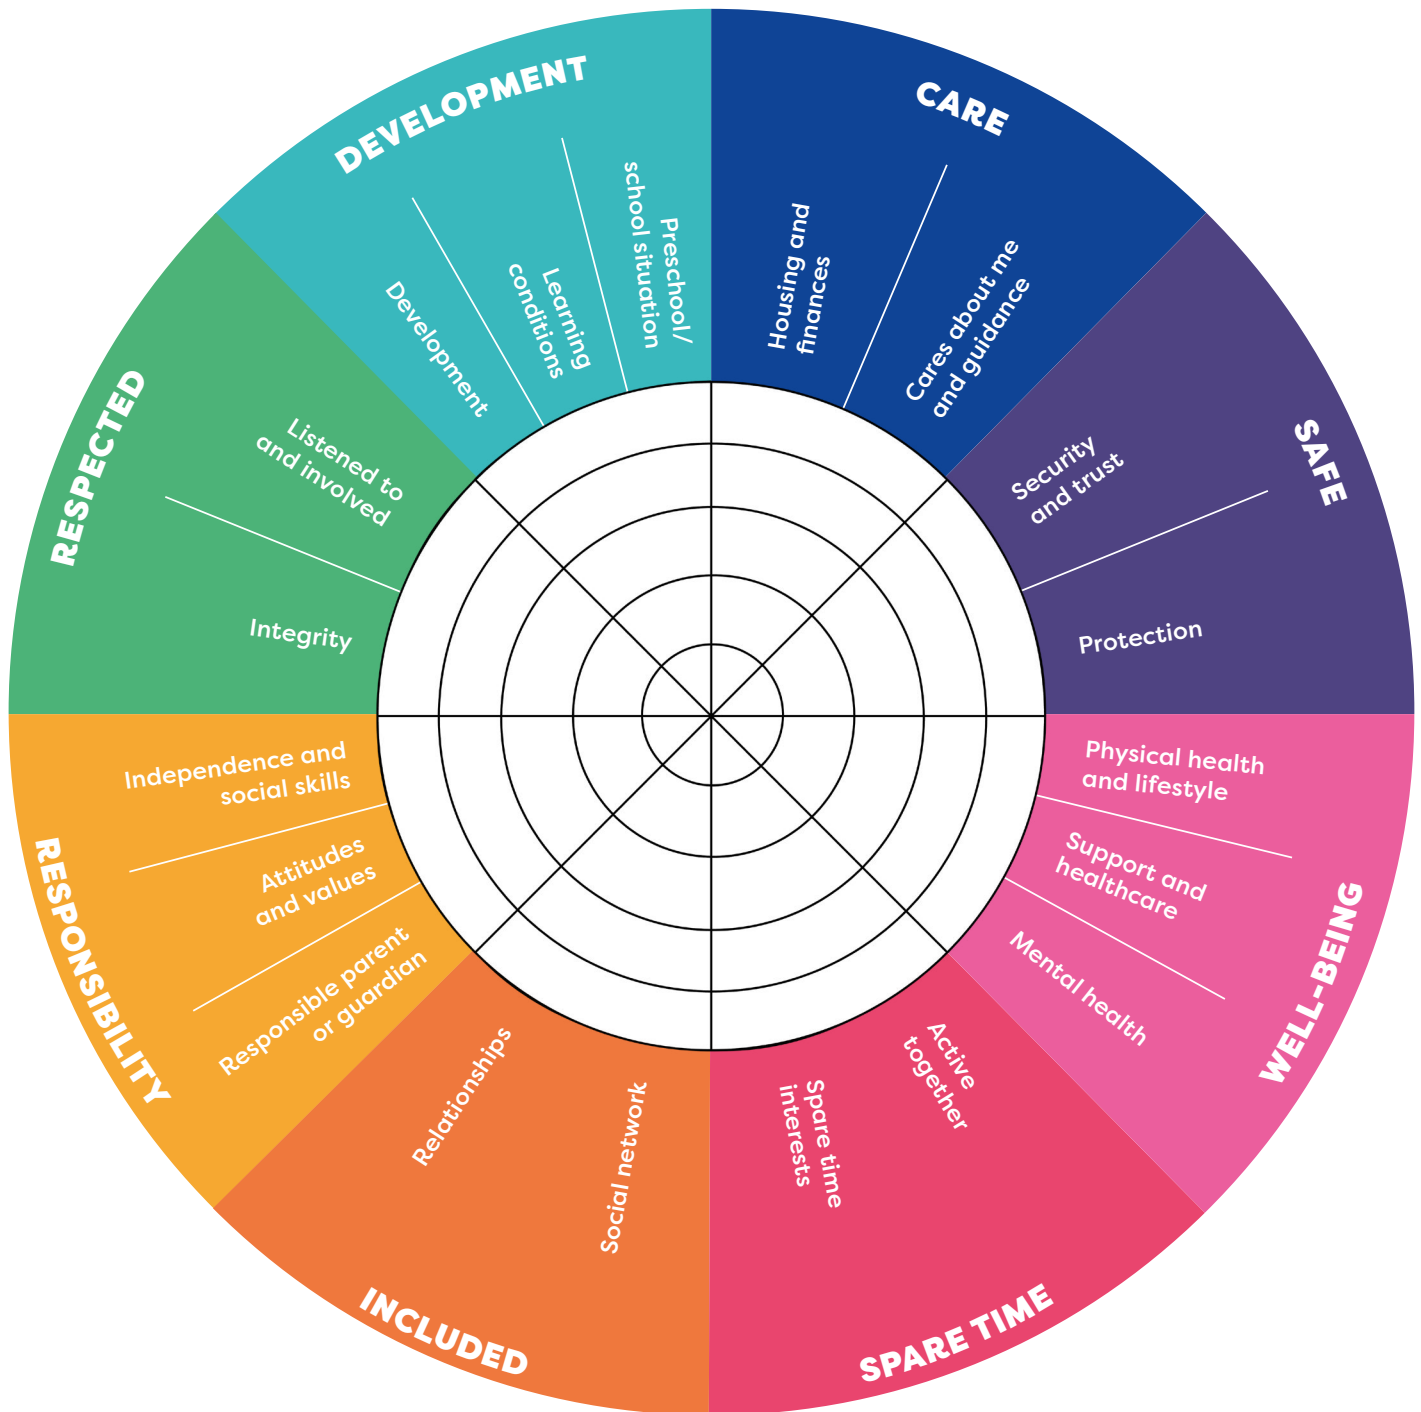 CARE
Housing and
finances
Cares about me
and guidance
SAFE
Security
and trust
Protection
WELL-BEING
Physical health
and lifestyle
Support and
healthcare
Mental health
SPARE TIME
Active
together
Spare time
interests
INCLUDED
Social network
Relationships
RESPONSIBILITY
Responsible parent
or guardian
Attitudes
and values
Independence and
social skills
RESPECTED
Integrity
Listened to
and involved
DEVELOPMENT
Development
Learning
conditions
Preschool/
school situation